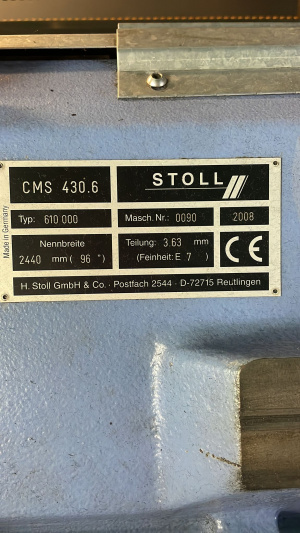 CMS 430.6
STOLL
Typ: 610 000
Masch. Nr.: 0090
2008
Made in Germany
Nennbreite
2440 mm ( 96 ")
Teilung: 3.63 mm
(Feinheit: E 7 )
CE
H. Stoll GmbH & Co. · Postfach 2544 · D-72715 Reutlingen